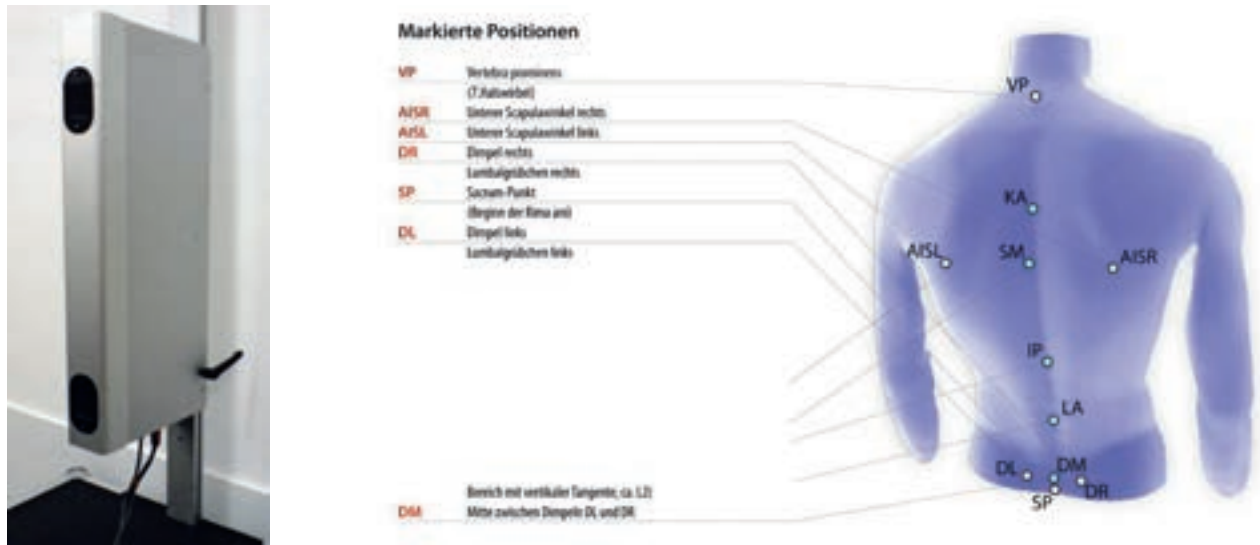 Markierte Positionen
VP Vertebra prominens
(7.Halswirbel)
AISR Unterer Scapulawinkel rechts
AISL Unterer Scapulawinkel links
DR Dimpel rechts
Lumbalgrübchen rechts
SP Sacrum-Punkt
(Beginn der Rima ani)
DL Dimpel links
Lumbalgrübchen links
Bereich mit vertikaler Tangente, ca. L2)
DM Mitte zwischen Dimpeln DL und DR
VP
KA
AISL
SM
AISR
IP
LA
DL
DM
DR
SP